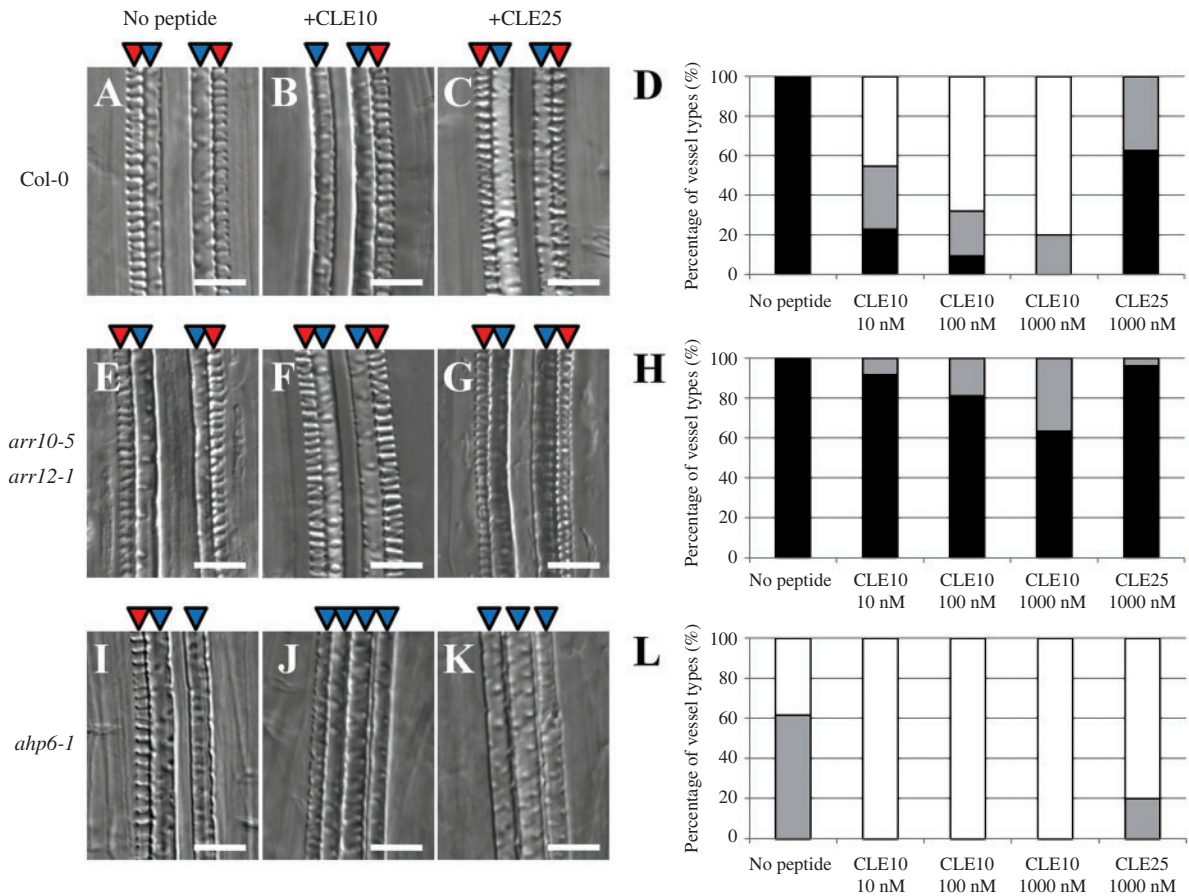 No peptide +CLE10 +CLE25
Col-0
A B C
D
Percentage of vessel types (%)
100
80
60
40
20
0
No peptide CLE10 CLE10 CLE10 CLE25
10 nM 100 nM 1000 nM 1000 nM
arr10-5
arr12-1
E F G
H
Percentage of vessel types (%)
100
80
60
40
20
0
No peptide CLE10 CLE10 CLE10 CLE25
10 nM 100 nM 1000 nM 1000 nM
ahp6-1
I J K
L
Percentage of vessel types (%)
100
80
60
40
20
0
No peptide CLE10 CLE10 CLE10 CLE25
10 nM 100 nM 1000 nM 1000 nM